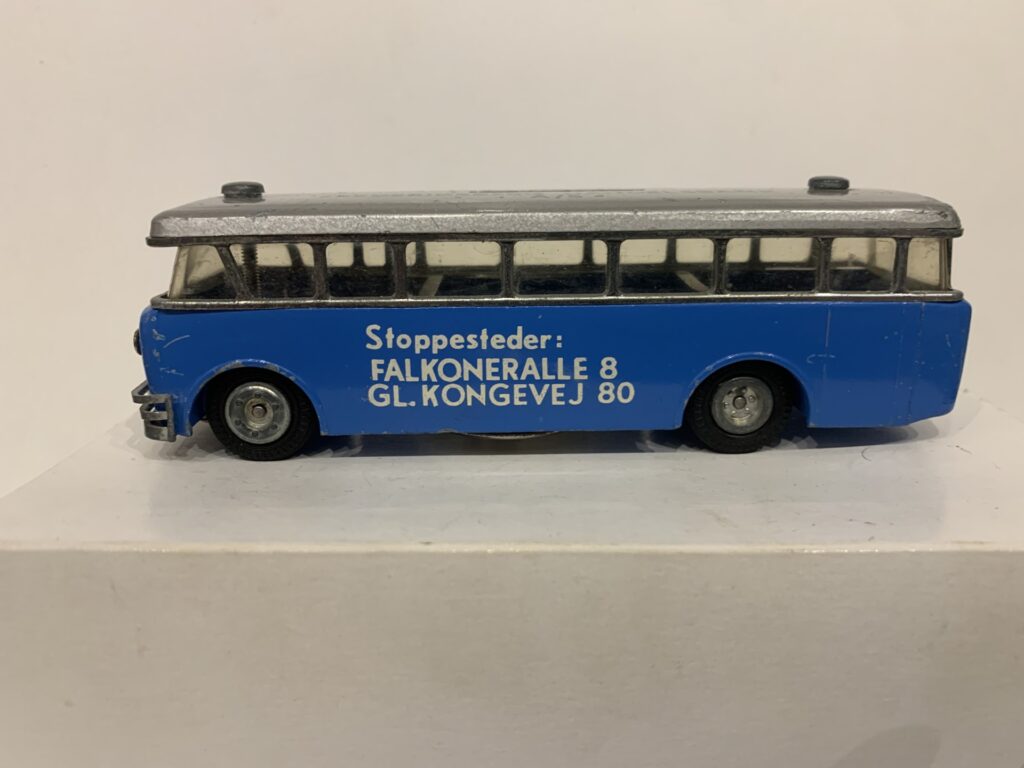 Stoppesteder:
FALKONERALLE 8
GL. KONGEVEJ 80